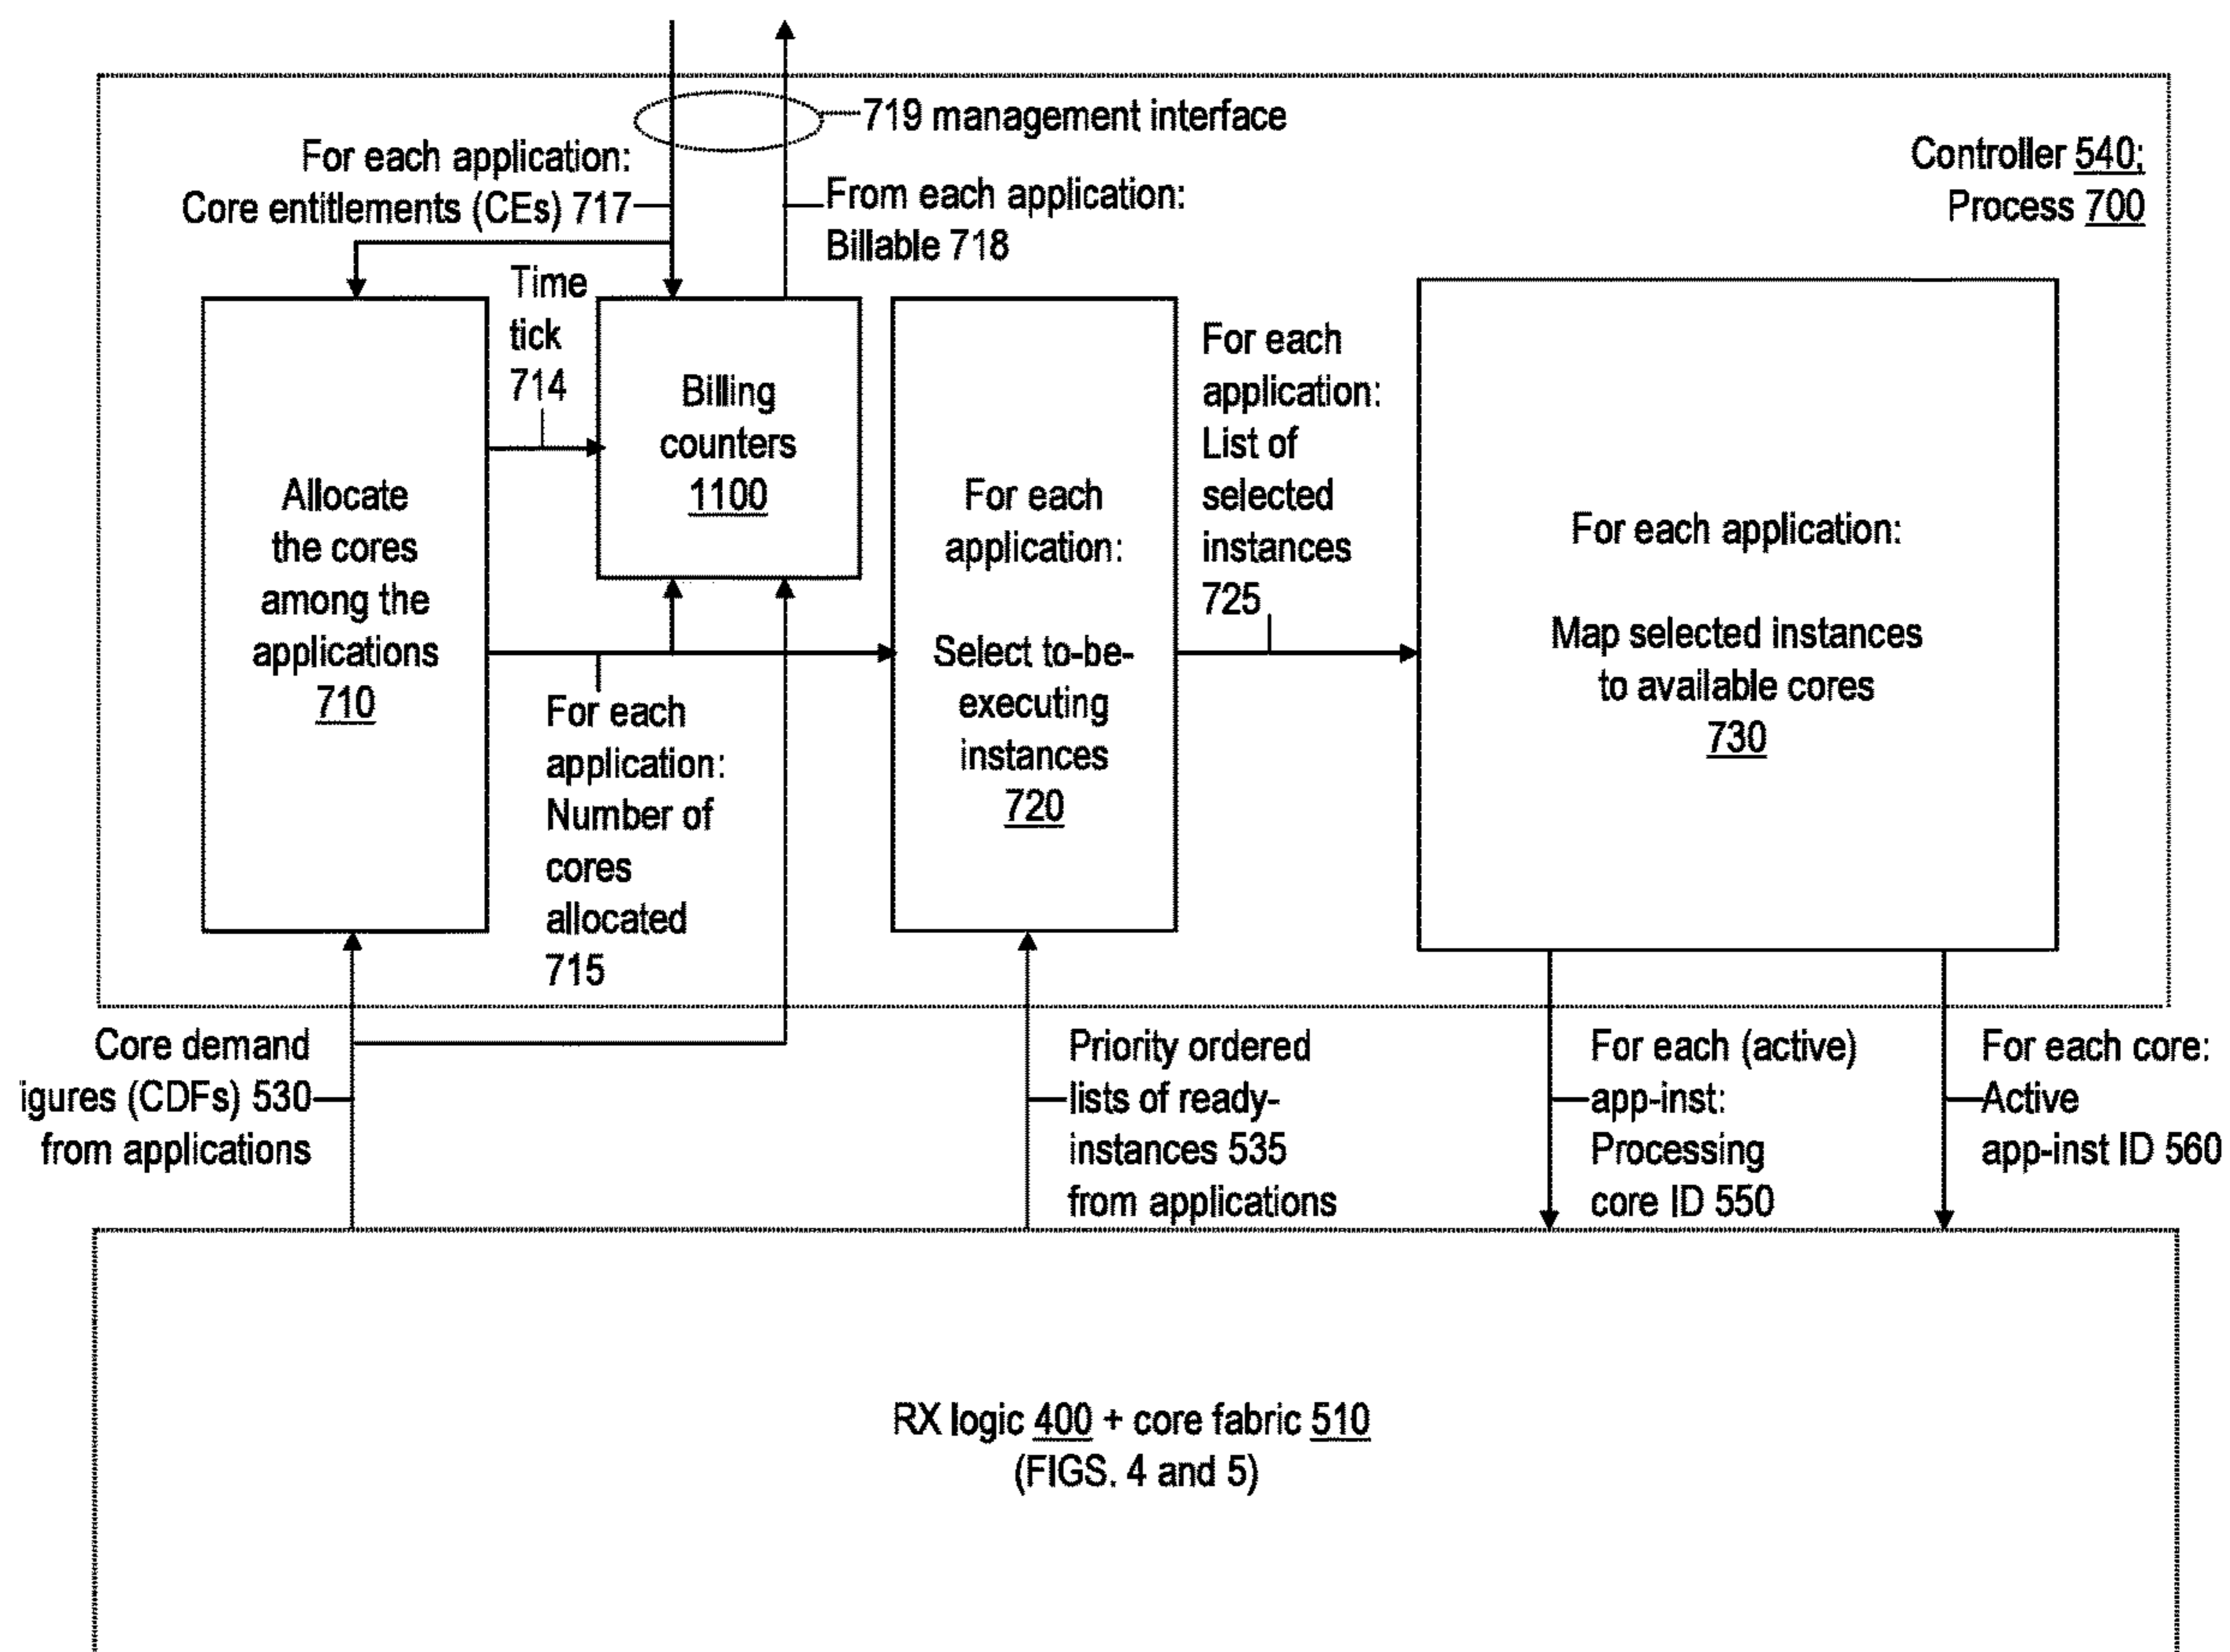 719 management interface
For each application:
Core entitlements (CEs) 717
From each application:
Billable 718
Controller 540;
Process 700
Time
tick
714
Billing
counters
1100
Allocate
the cores
among the
applications
710
For each
application:
Number of
cores
allocated
715
For each
application:
Select to-be-
executing
instances
720
For each
application:
List of
selected
instances
725
For each application:
Map selected instances
to available cores
730
Core demand
igures (CDFs) 530
from applications
Priority ordered
lists of ready-
instances 535
from applications
For each (active)
app-inst:
Processing
core ID 550
For each core:
Active
app-inst ID 560
RX logic 400 + core fabric 510
(FIGS. 4 and 5)